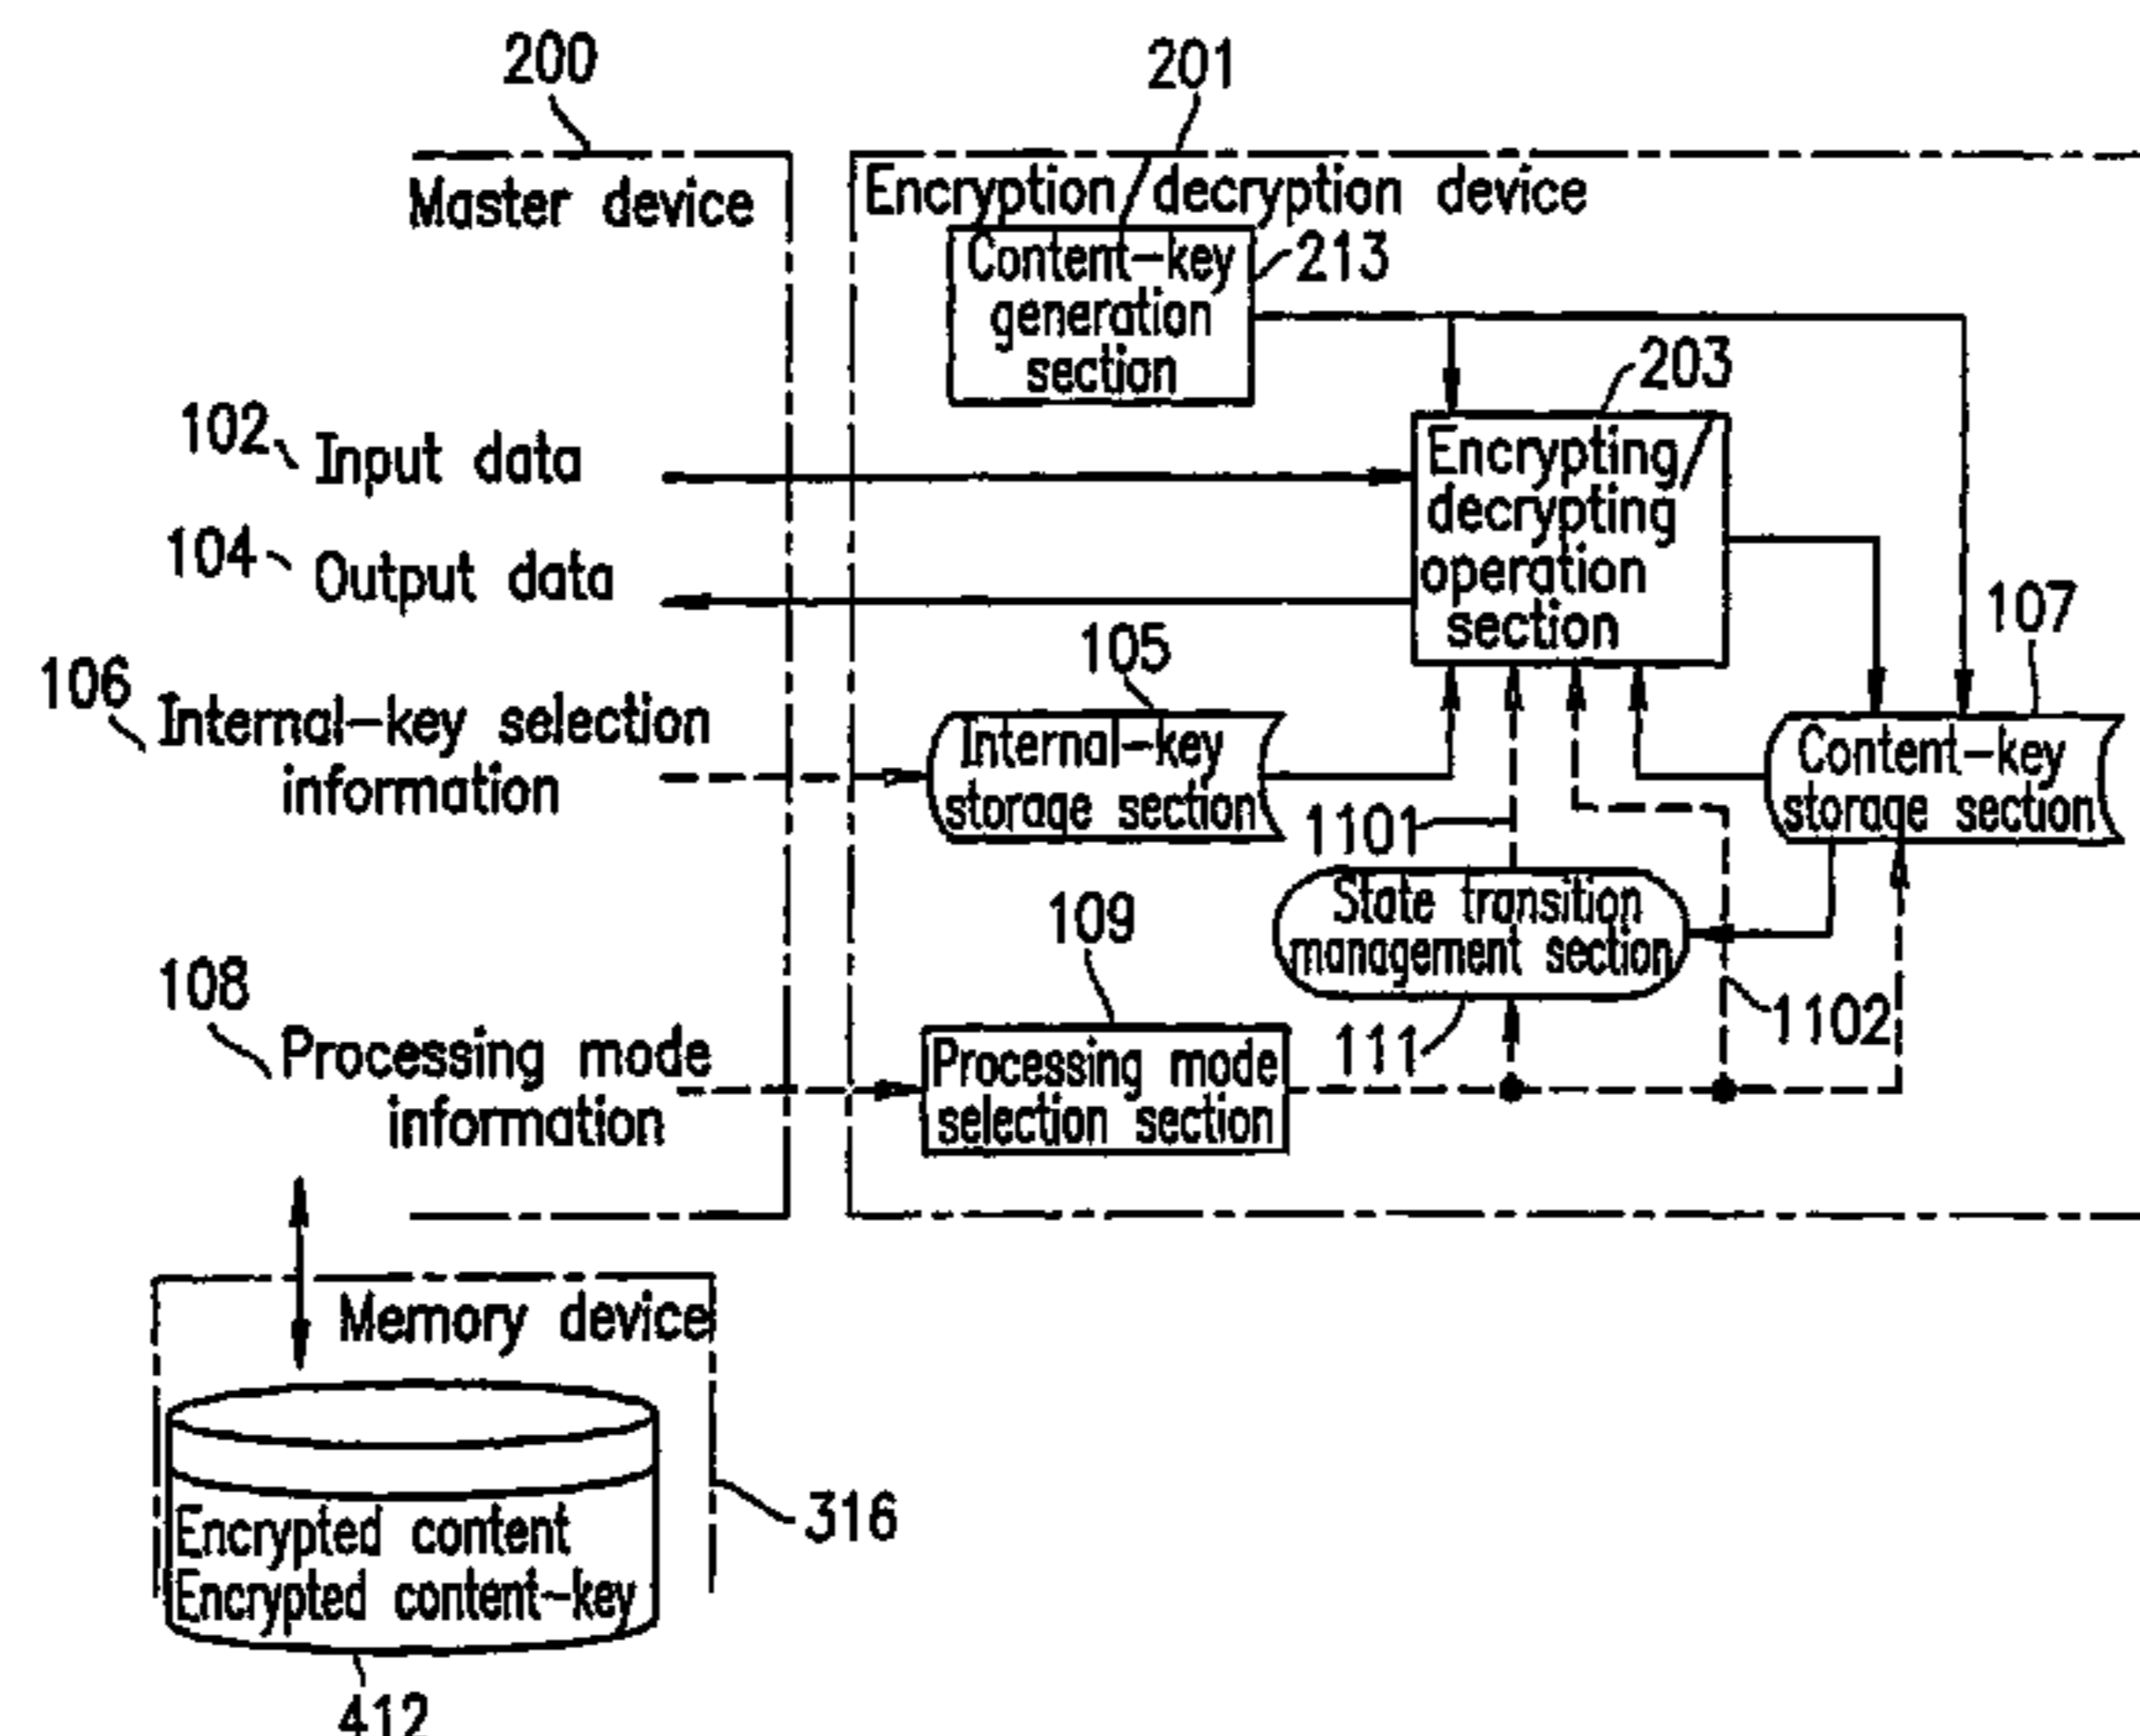 200
201
Master device
Encryption decryption device
Content-key
generation
section
213
203
102
Input data
Encrypting/
decrypting
operation
section
104
Output data
105
107
106
Internal-key selection
information
Internal-key
storage section
Content-key
storage section
1101
State transition
management section
109
108
1102
111
Processing mode
information
Processing mode
selection section
Memory device
316
Encrypted content
Encrypted content-key
412